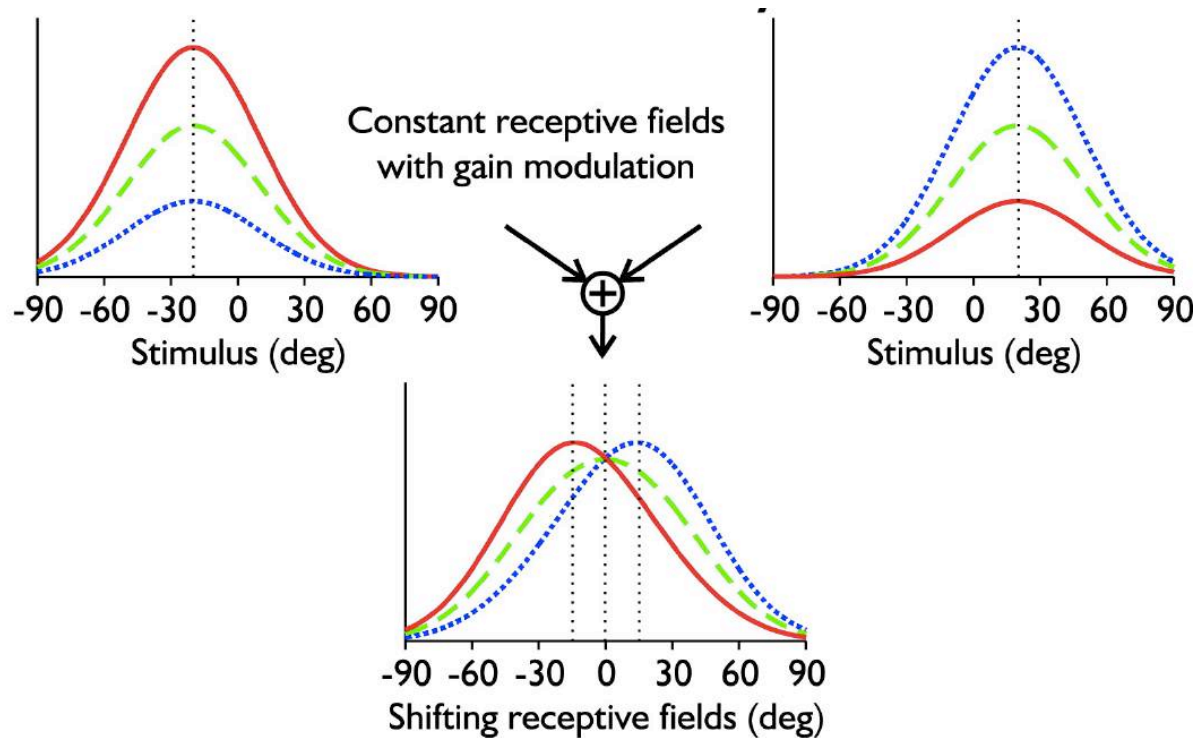 Constant receptive fields
with gain modulation
-90 -60 -30 0 30 60 90
Stimulus (deg)
-90 -60 -30 0 30 60 90
Stimulus (deg)
-90 -60 -30 0 30 60 90
Shifting receptive fields (deg)